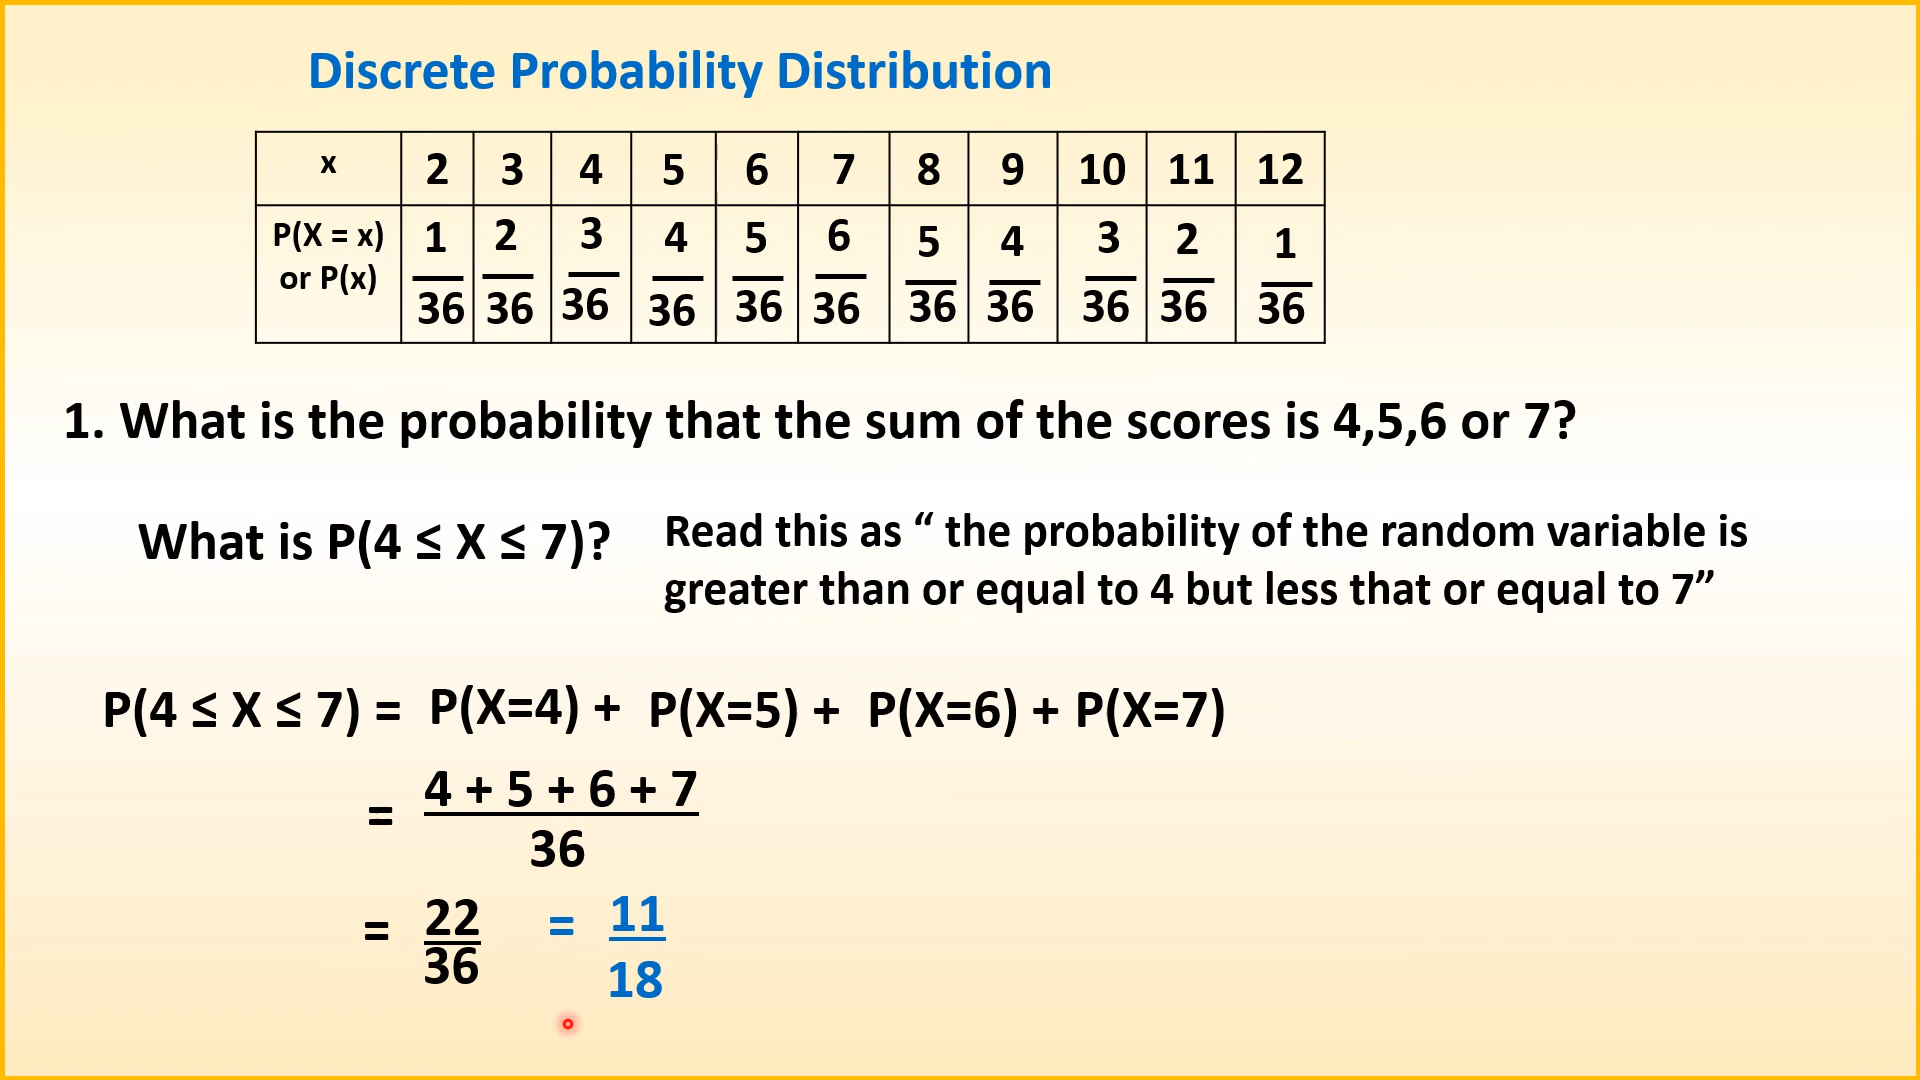 Discrete Probability Distribution
x 2 3 4 5 6 7 8 9 10 11 12
P(X = x) or P(x) 1/36 2/36 3/36 4/36 5/36 6/36 5/36 4/36 3/36 2/36 1/36
1. What is the probability that the sum of the scores is 4,5,6 or 7?
What is P(4 ≤ X ≤ 7)?
Read this as “ the probability of the random variable is
greater than or equal to 4 but less that or equal to 7”
P(4 ≤ X ≤ 7) = P(X=4) + P(X=5) + P(X=6) + P(X=7)
= 4 + 5 + 6 + 7
36
= 22/36 = 11/18